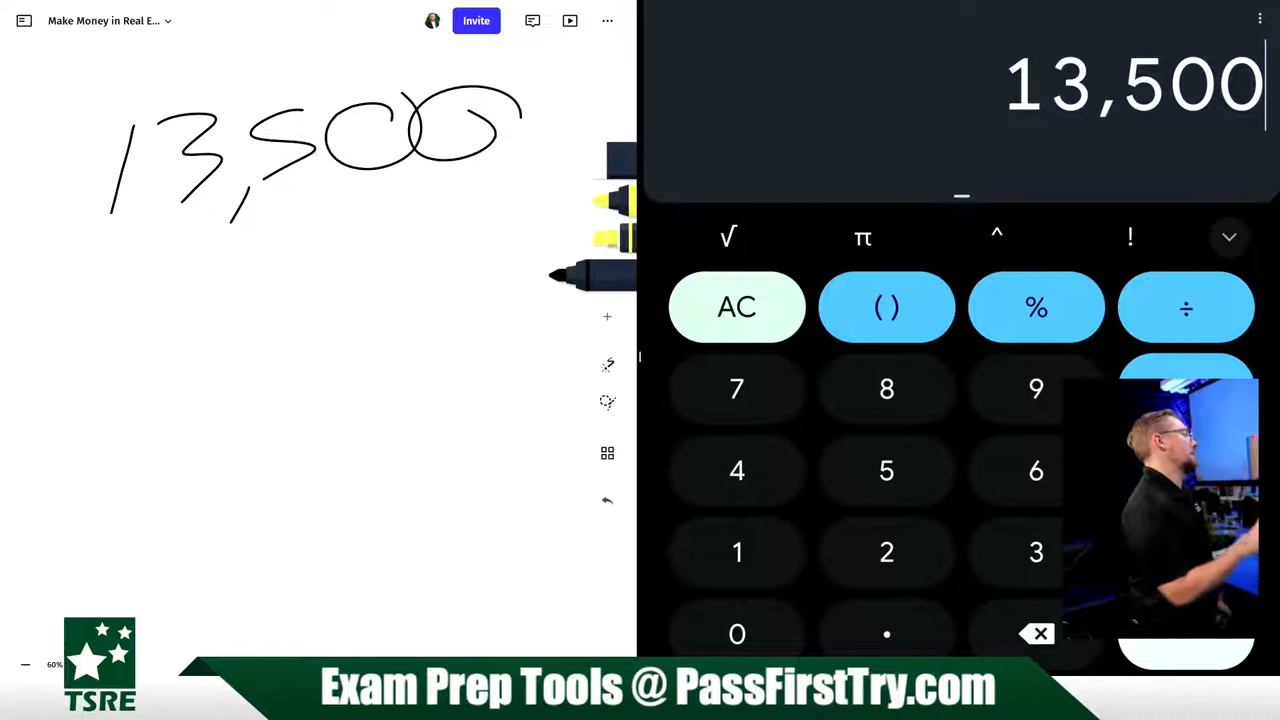 Make Money in Real E...
Invite
13,500
13,500
√ π ^ !
AC ( ) % ÷
7 8 9
4 5 6
1 2 3
0 .
60%
TSRE
Exam Prep Tools @ PassFirstTry.com